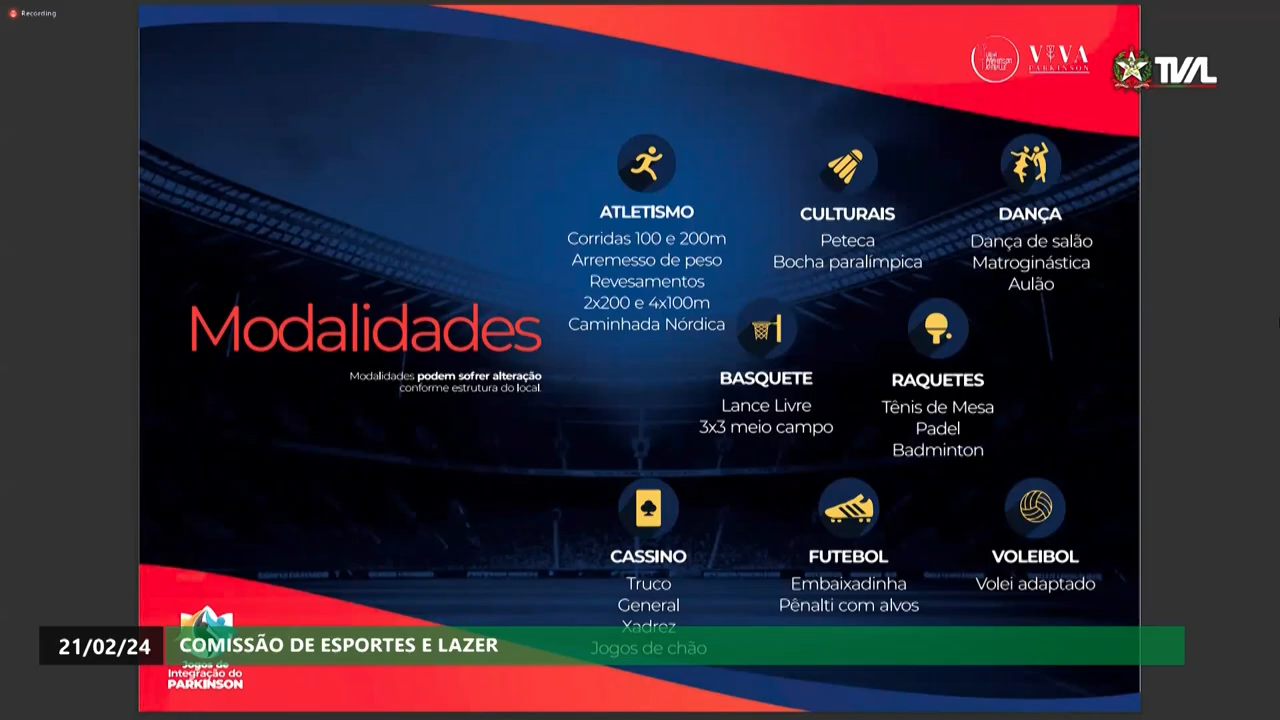 Recording
VIVA
PARKINSON
TVAL
ATLETISMO
Corridas 100 e 200m
Arremesso de peso
Revesamentos
2x200 e 4x100m
Caminhada Nórdica
CULTURAIS
Peteca
Bocha paralímpica
DANÇA
Dança de salão
Matroginástica
Aulão
Modalidades
Modalidades podem sofrer alteração
conforme estrutura do local.
BASQUETE
Lance Livre
3x3 meio campo
RAQUETES
Tênis de Mesa
Padel
Badminton
CASSINO
Truco
General
Xadrez
Jogos de chão
FUTEBOL
Embaixadinha
Pênalti com alvos
VOLEIBOL
Volei adaptado
21/02/24
COMISSÃO DE ESPORTES E LAZER
Jogos de
Integração do
PARKINSON